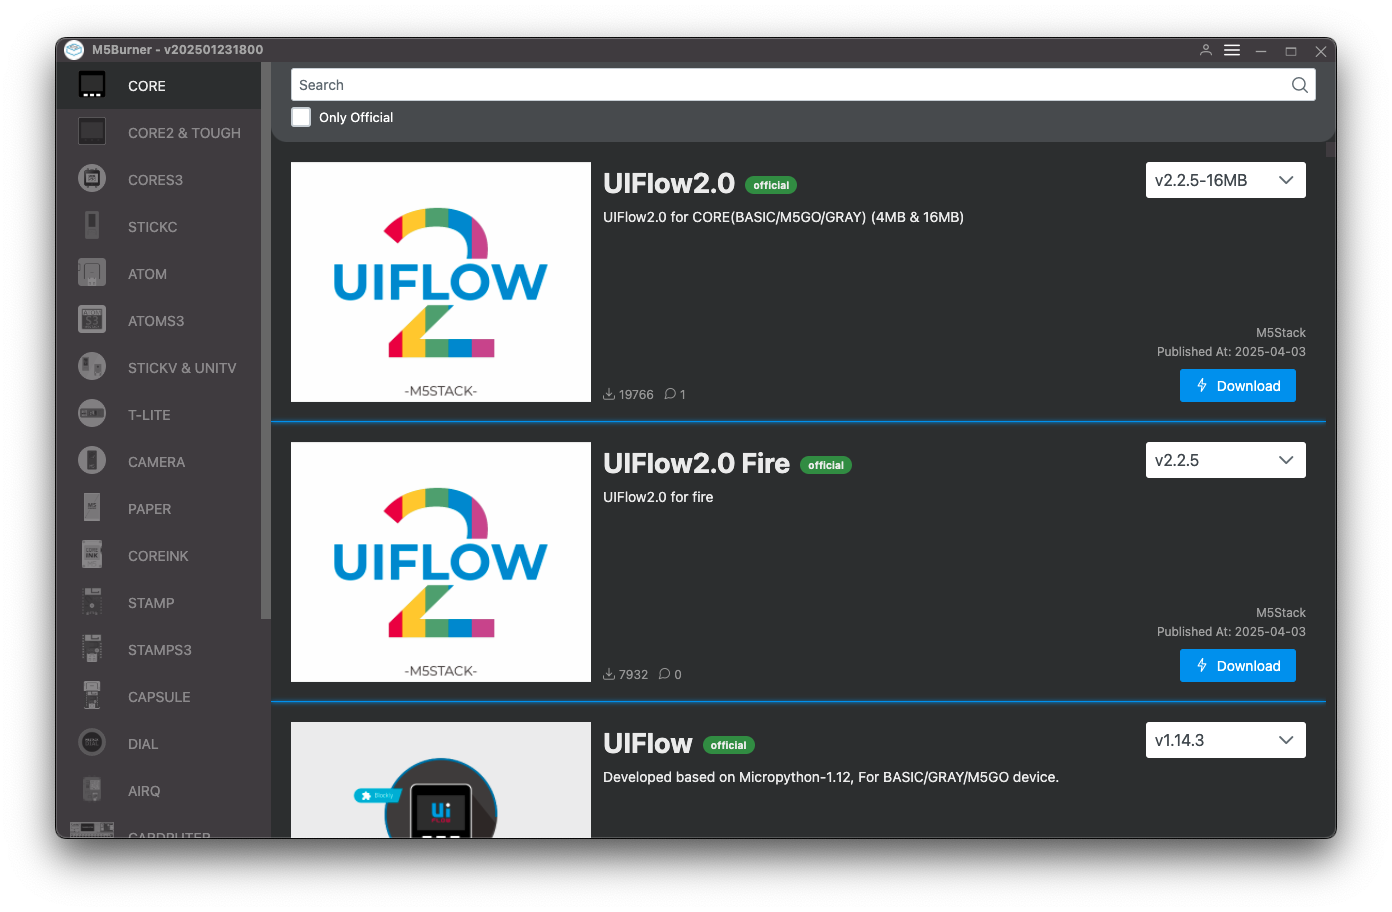 M5Burner - v202501231800
CORE
CORE2 & TOUGH
CORES3
STICKC
ATOM
ATOMS3
STICKV & UNITV
T-LITE
CAMERA
PAPER
COREINK
STAMP
STAMPS3
CAPSULE
DIAL
AIRQ
CARDPUTER
Search
Only Official
UIFLOW
-M5STACK-
UIFlow2.0 official
UIFlow2.0 for CORE(BASIC/M5GO/GRAY) (4MB & 16MB)
19766 1
v2.2.5-16MB
M5Stack
Published At: 2025-04-03
Download
UIFLOW
-M5STACK-
UIFlow2.0 Fire official
UIFlow2.0 for fire
7932 0
v2.2.5
M5Stack
Published At: 2025-04-03
Download
Blockly
Ui
FLOW
UIFlow official
Developed based on Micropython-1.12, For BASIC/GRAY/M5GO device.
v1.14.3